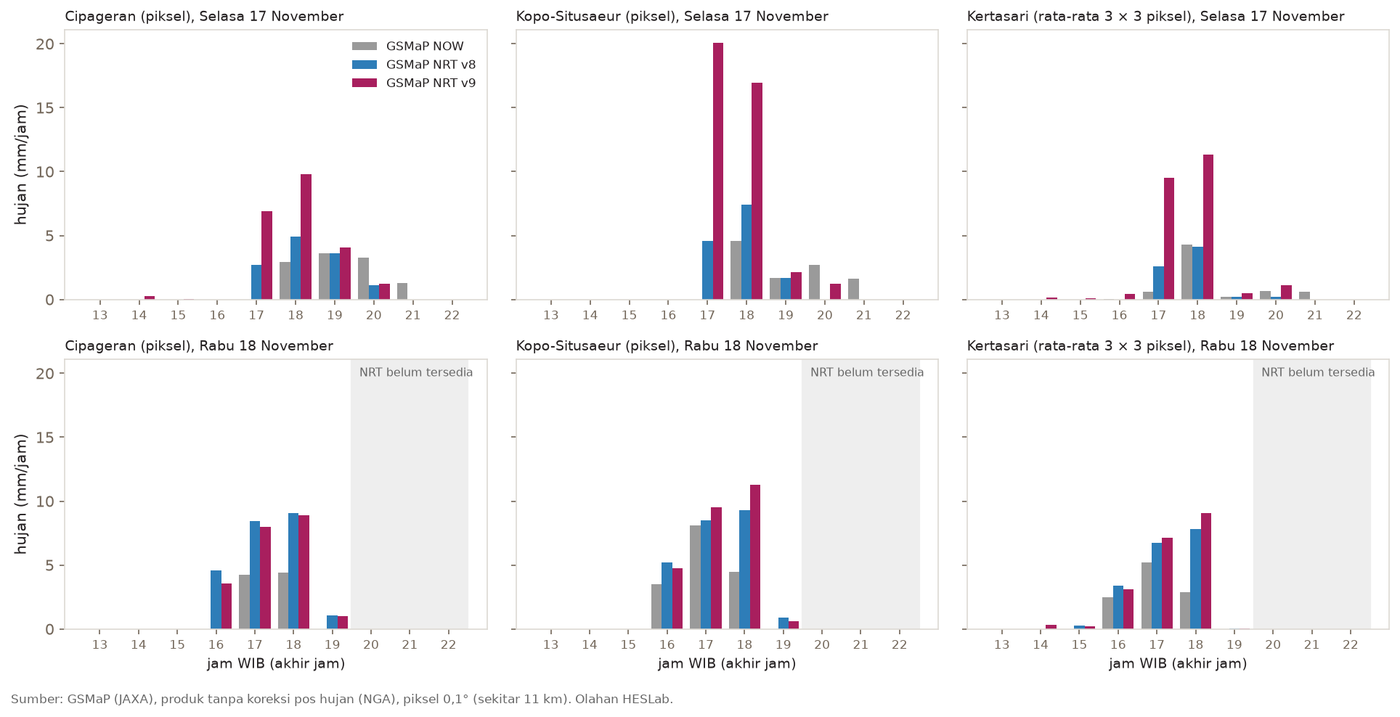 Cipageran (piksel), Selasa 17 November
Kopo-Situsaeur (piksel), Selasa 17 November
Kertasari (rata-rata 3 × 3 piksel), Selasa 17 November
hujan (mm/jam)
20
15
10
5
0
GSMaP NOW
GSMaP NRT v8
GSMaP NRT v9
13 14 15 16 17 18 19 20 21 22
13 14 15 16 17 18 19 20 21 22
13 14 15 16 17 18 19 20 21 22
Cipageran (piksel), Rabu 18 November
Kopo-Situsaeur (piksel), Rabu 18 November
Kertasari (rata-rata 3 × 3 piksel), Rabu 18 November
hujan (mm/jam)
20
15
10
5
0
NRT belum tersedia
NRT belum tersedia
NRT belum tersedia
13 14 15 16 17 18 19 20 21 22
13 14 15 16 17 18 19 20 21 22
13 14 15 16 17 18 19 20 21 22
jam WIB (akhir jam)
jam WIB (akhir jam)
jam WIB (akhir jam)
Sumber: GSMaP (JAXA), produk tanpa koreksi pos hujan (NGA), piksel 0,1° (sekitar 11 km). Olahan HESLab.